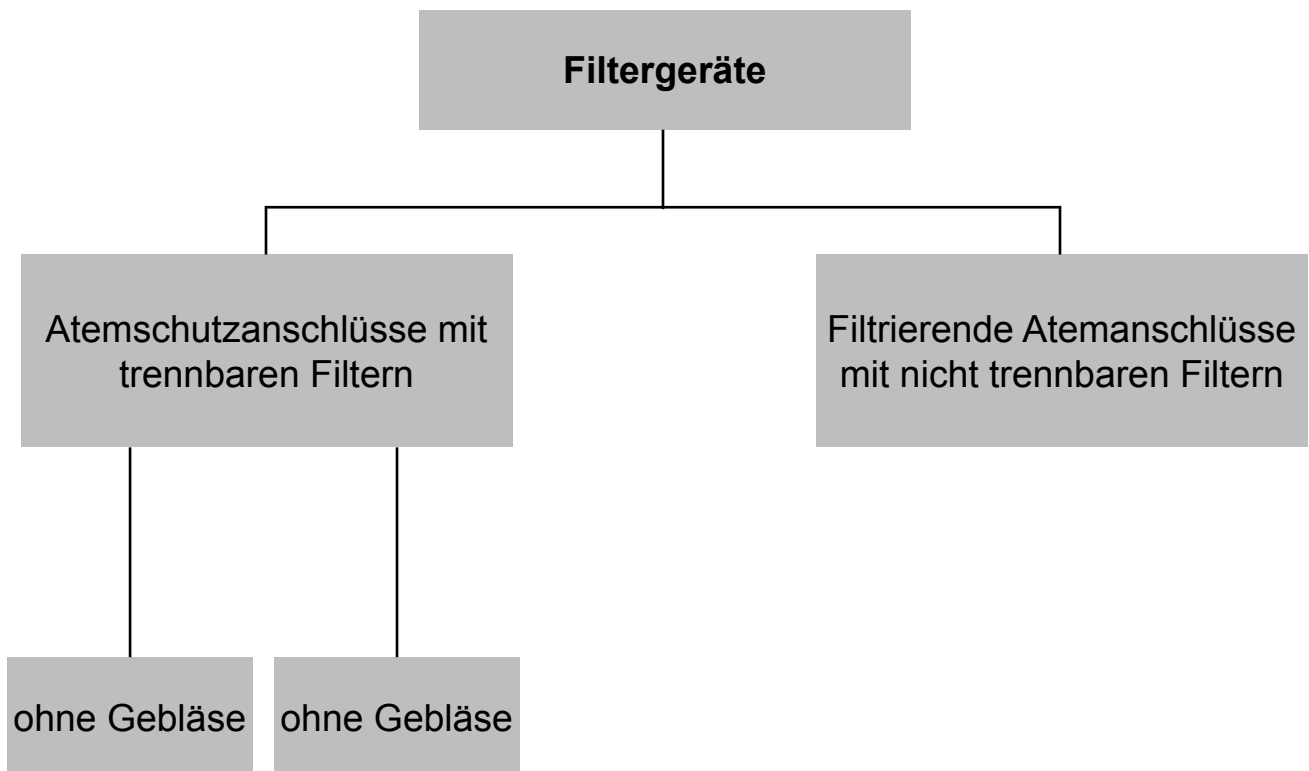 Filtergeräte
Atemschutzanschlüsse mit
trennbaren Filtern
Filtrierende Atemanschlüsse
mit nicht trennbaren Filtern
ohne Gebläse
ohne Gebläse